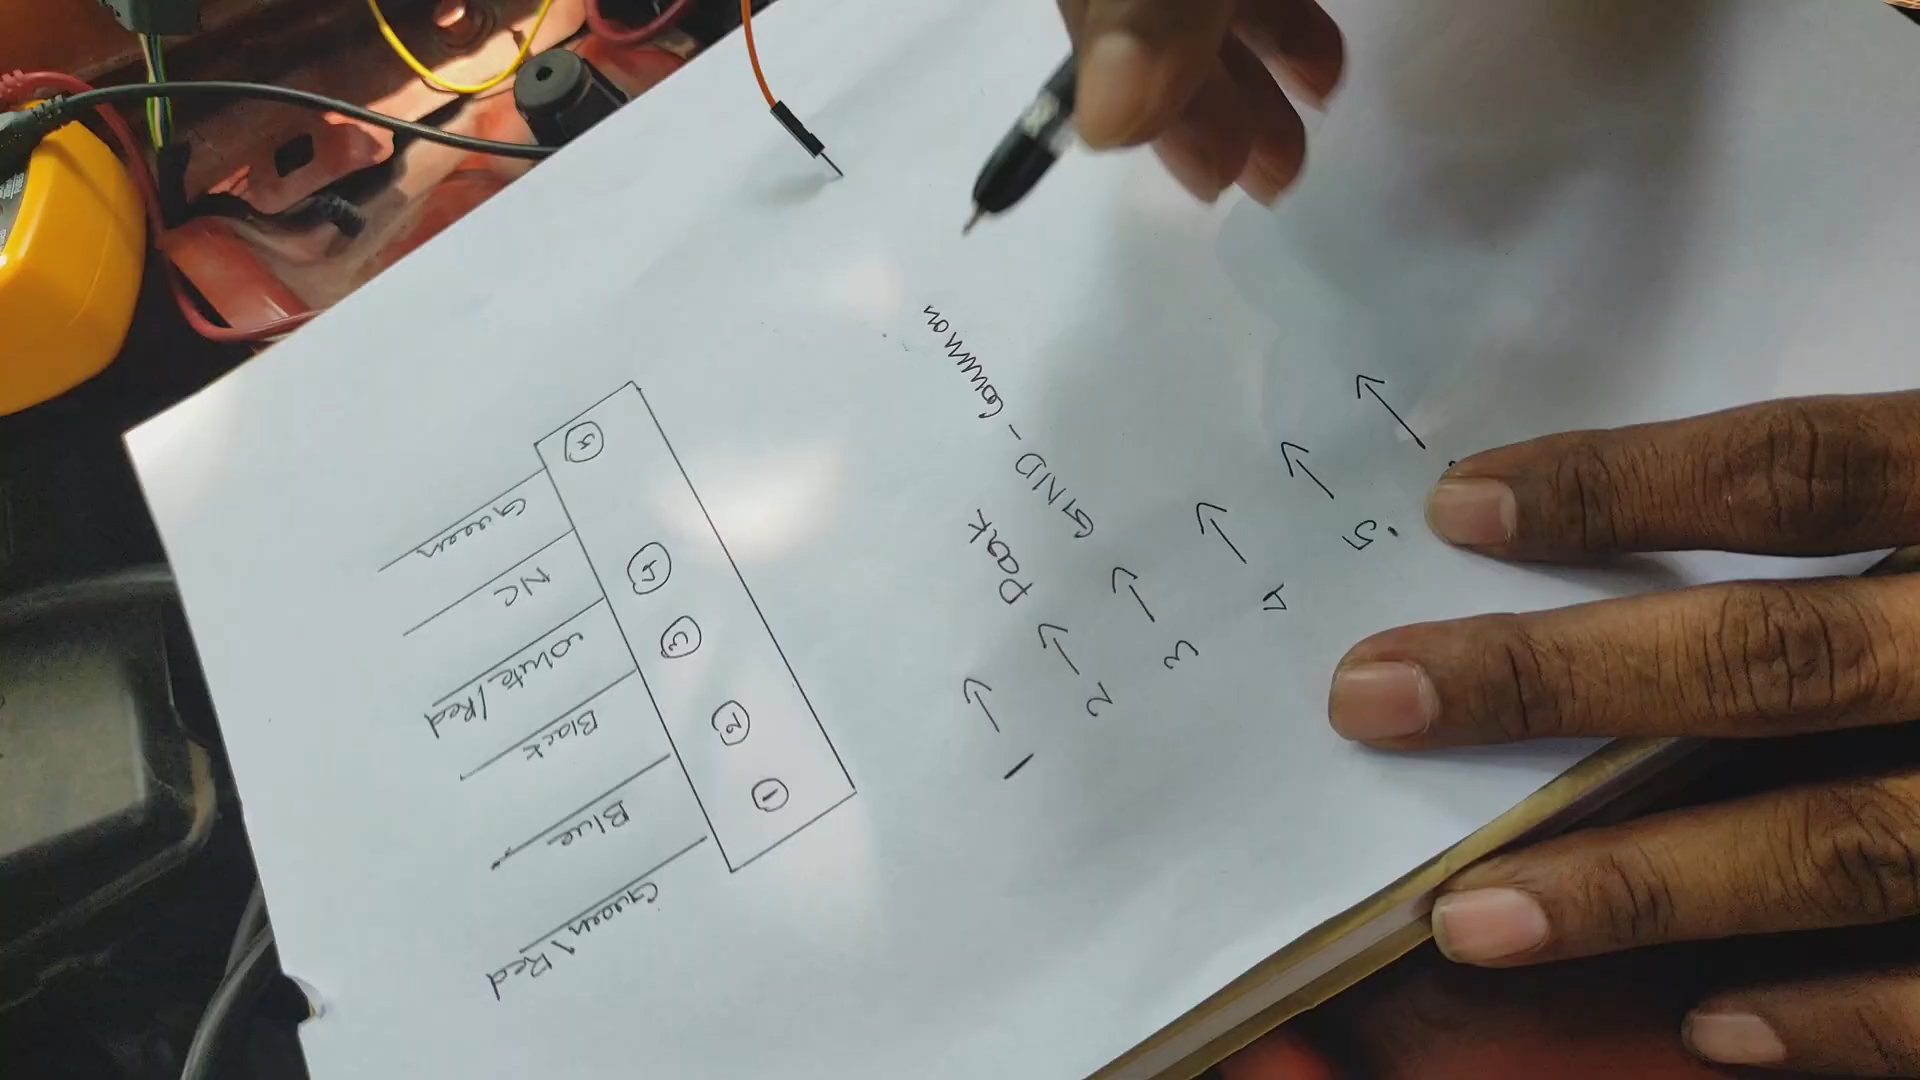 Green/Red
Blue
Black
White/Red
NC
Green
1
2
3
4
5
1 →
2 → Park
3 → GND - Common
4 →
5 →
→